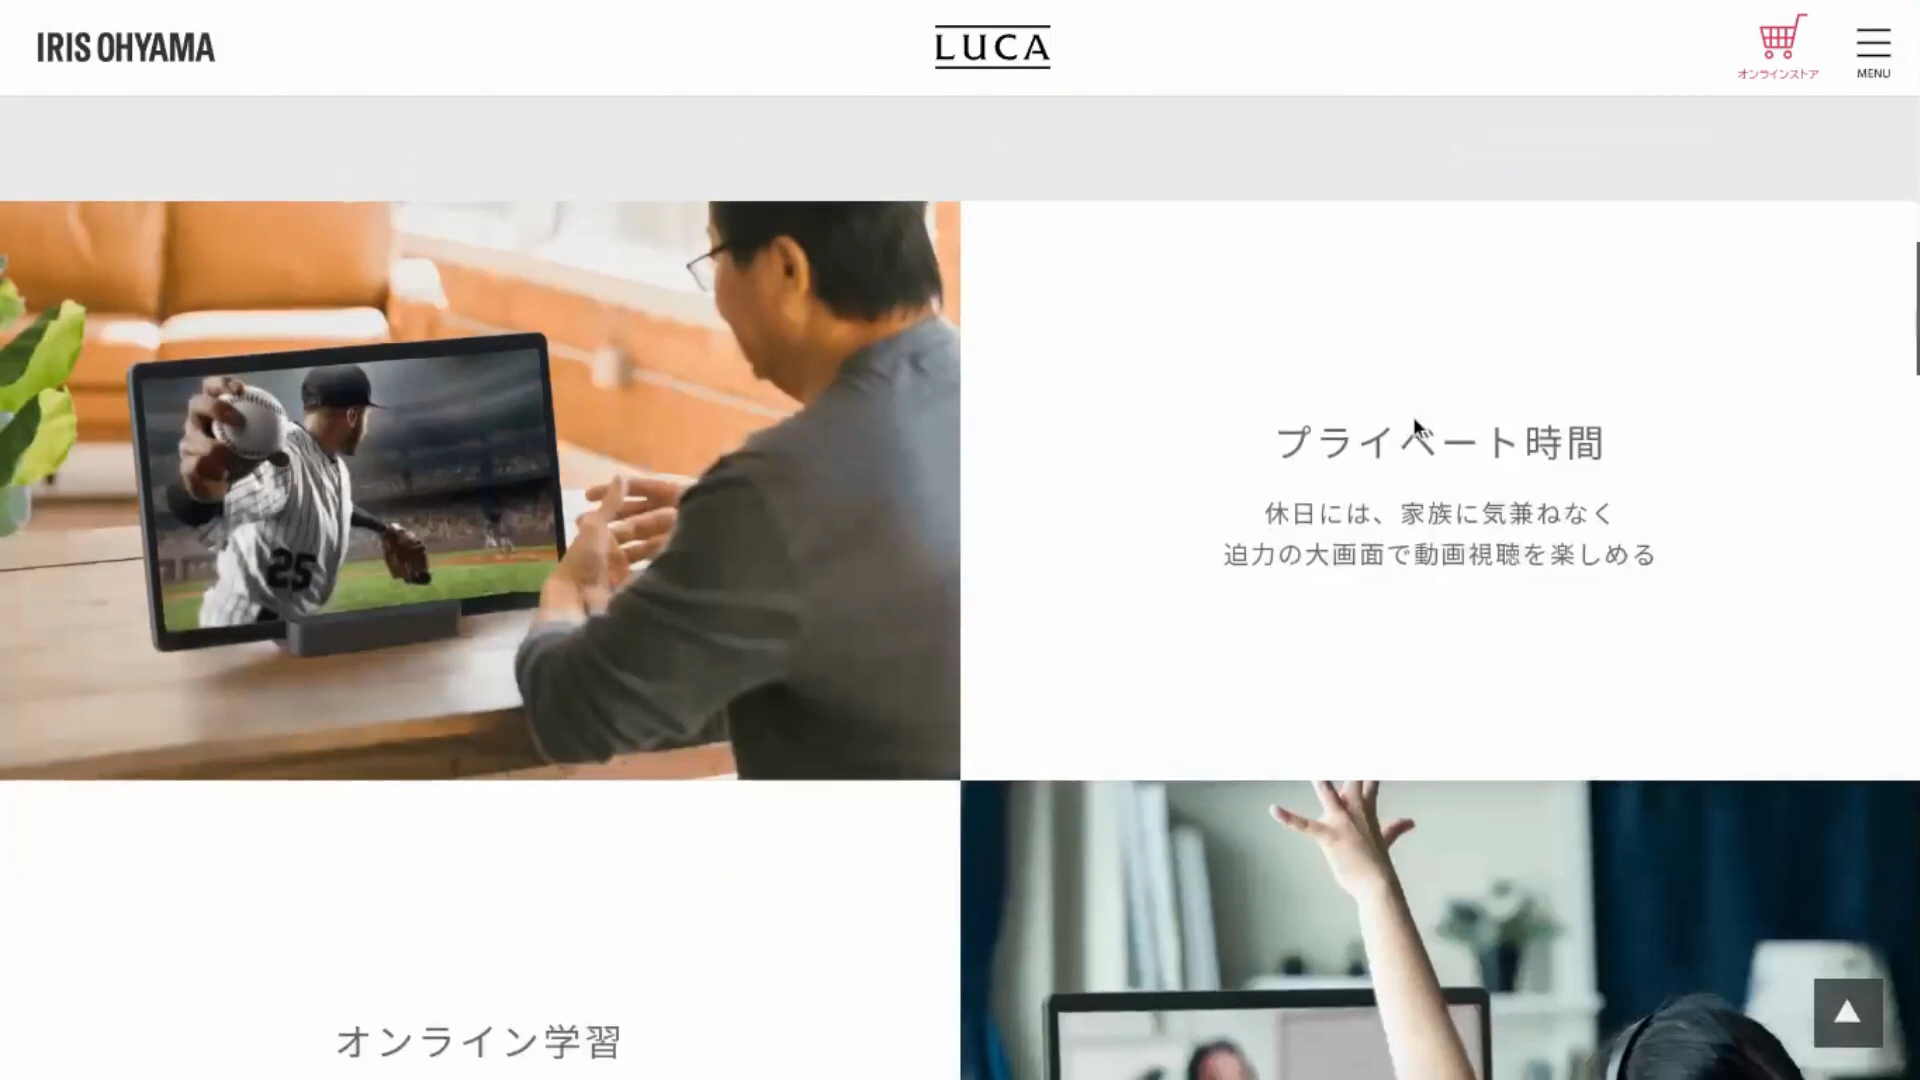 IRIS OHYAMA
LUCA
オンラインストア
MENU
25
プライベート時間
休日には、家族に気兼ねなく
迫力の大画面で動画視聴を楽しめる
オンライン学習